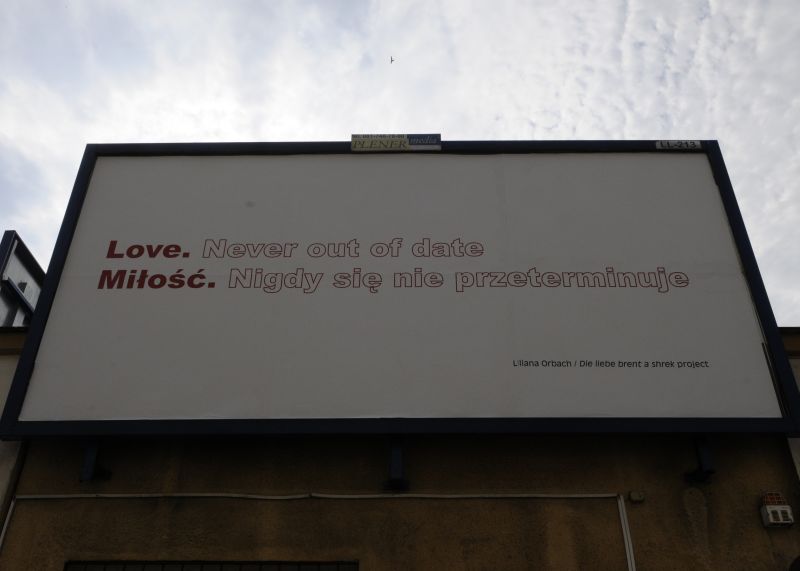 PLENER media
LL-213
Love. Never out of date
Miłość. Nigdy się nie przeterminuje
Liliana Orbach / Die liebe brent a shrek project